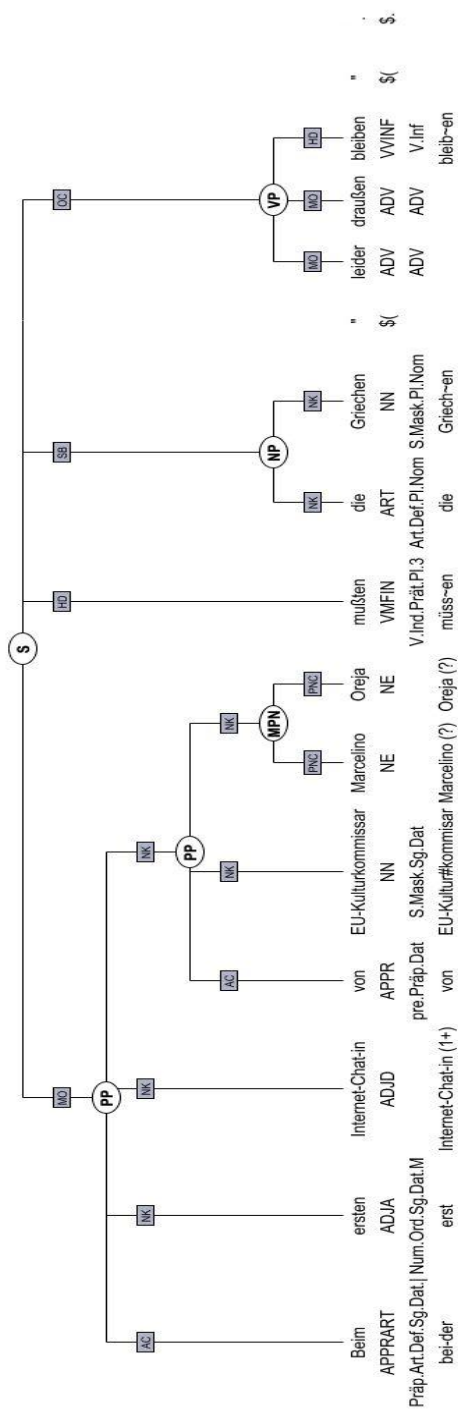 S
MO SB OC
PP HD NP VP
AC NK NK NK NK NK MO MO HD
PP
AC NK NK
MPN
PNC PNC
Beim ersten Internet-Chat-in von EU-Kulturkommissar Marcelino Oreja mußten die Griechen " leider draußen bleiben " .
APPRART ADJA ADJD APPR NN NE NE VMFIN ART NN $( ADV ADV VVINF $( $.
Präp.Art.Def.Sg.Dat.| Num.Ord.Sg.Dat.M pre.Präp.Dat S.Mask.Sg.Dat V.Ind.Prät.Pl.3 Art.Def.Pl.Nom S.Mask.Pl.Nom ADV ADV V.Inf
bei-der erst Internet-Chat-in (1+) von EU-Kultur#kommisar Marcelino (?) Oreja (?) müss~en die Griech~en bleib~en